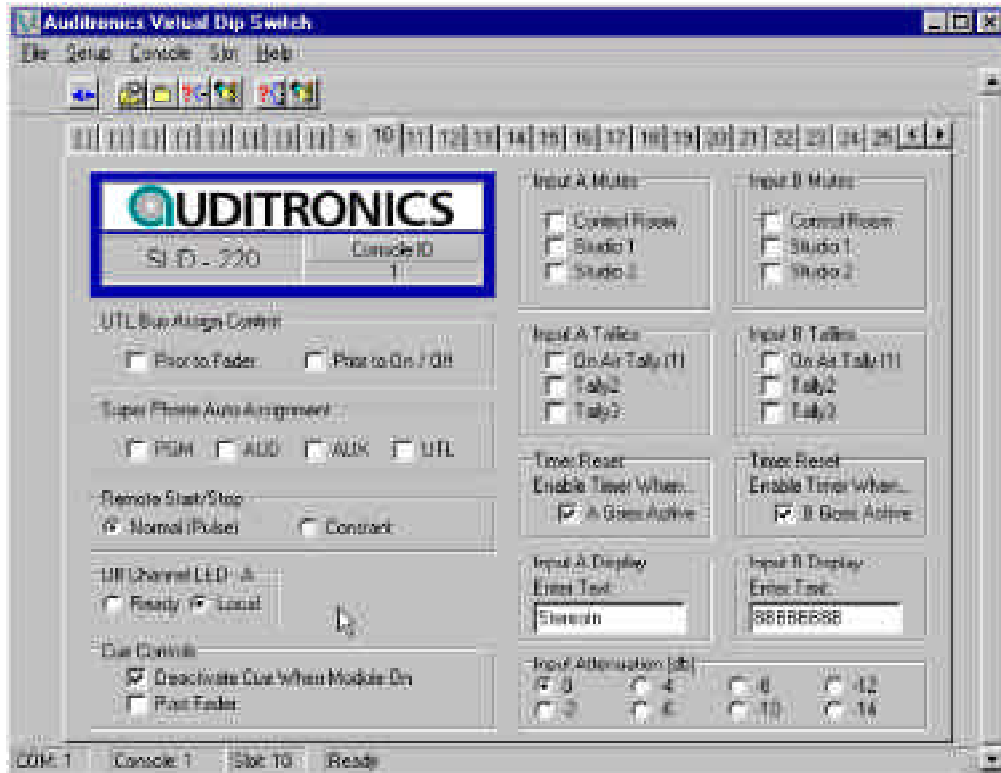 Auditronics Virtual Dip Switch
File Setup Console Slot Help
9 10 11 12 13 14 15 16 17 18 19 20 21 22 23 24 25
AUDITRONICS
Console ID
1
UTL Bus Assign Control
Prior to Fader Prior to On / Off
Super Phone Auto Assignment
PGM AUD AUX UTL
Remote Start/Stop
Normal (Pulse) Constant
Off Channel LED - A
Ready Local
Cue Controls
Deactivate Cue When Module On
Post Fader
Input A Mutes
Control Room
Studio 1
Studio 2
Input B Mutes
Control Room
Studio 1
Studio 2
Input A Tallies
On Air Tally (1)
Tally2
Tally3
Input B Tallies
On Air Tally (1)
Tally2
Tally3
Timer Reset
Enable Timer When...
A Goes Active
Timer Reset
Enable Timer When...
B Goes Active
Input A Display
Enter Text:
Input B Display
Enter Text:
BBBBBBBB
Input Attenuation (db)
-4 -8 -12
-2 -6 -10 -14
COM: 1 Console 1 Slot: 10 Ready